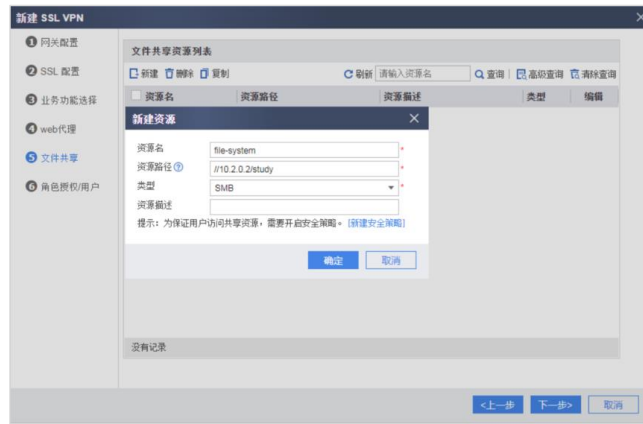 新建 SSL VPN
1 网关配置
2 SSL 配置
3 业务功能选择
4 web代理
5 文件共享
6 角色授权/用户
文件共享资源列表
新建 删除 复制 刷新 请输入资源名 查询 高级查询 清除查询
资源名 资源路径 资源描述 类型 编辑
新建资源
资源名 file-system *
资源路径 ? //10.2.0.2/study *
类型 SMB *
资源描述
提示：为保证用户访问共享资源，需要开启安全策略。 [新建安全策略]
确定 取消
没有记录
<上一步 下一步> 取消